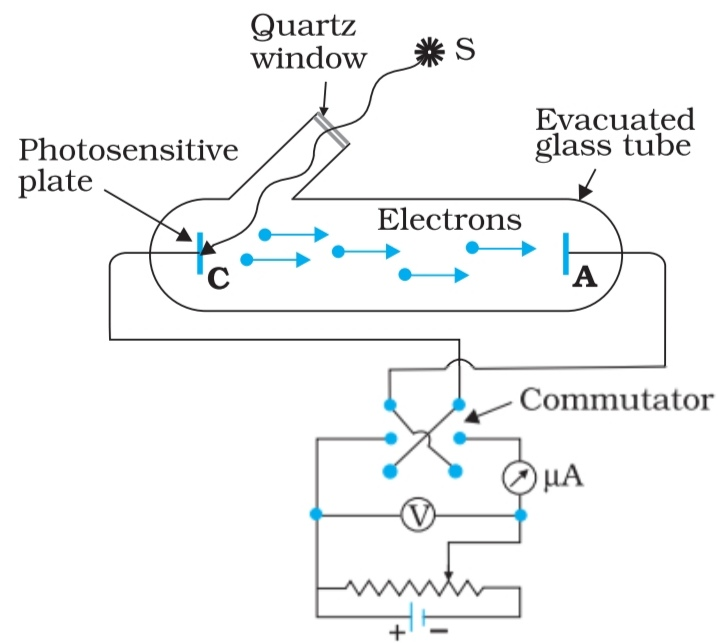 Quartz
window
S
Evacuated
glass tube
Photosensitive
plate
Electrons
C
A
Commutator
μA
V
+ −